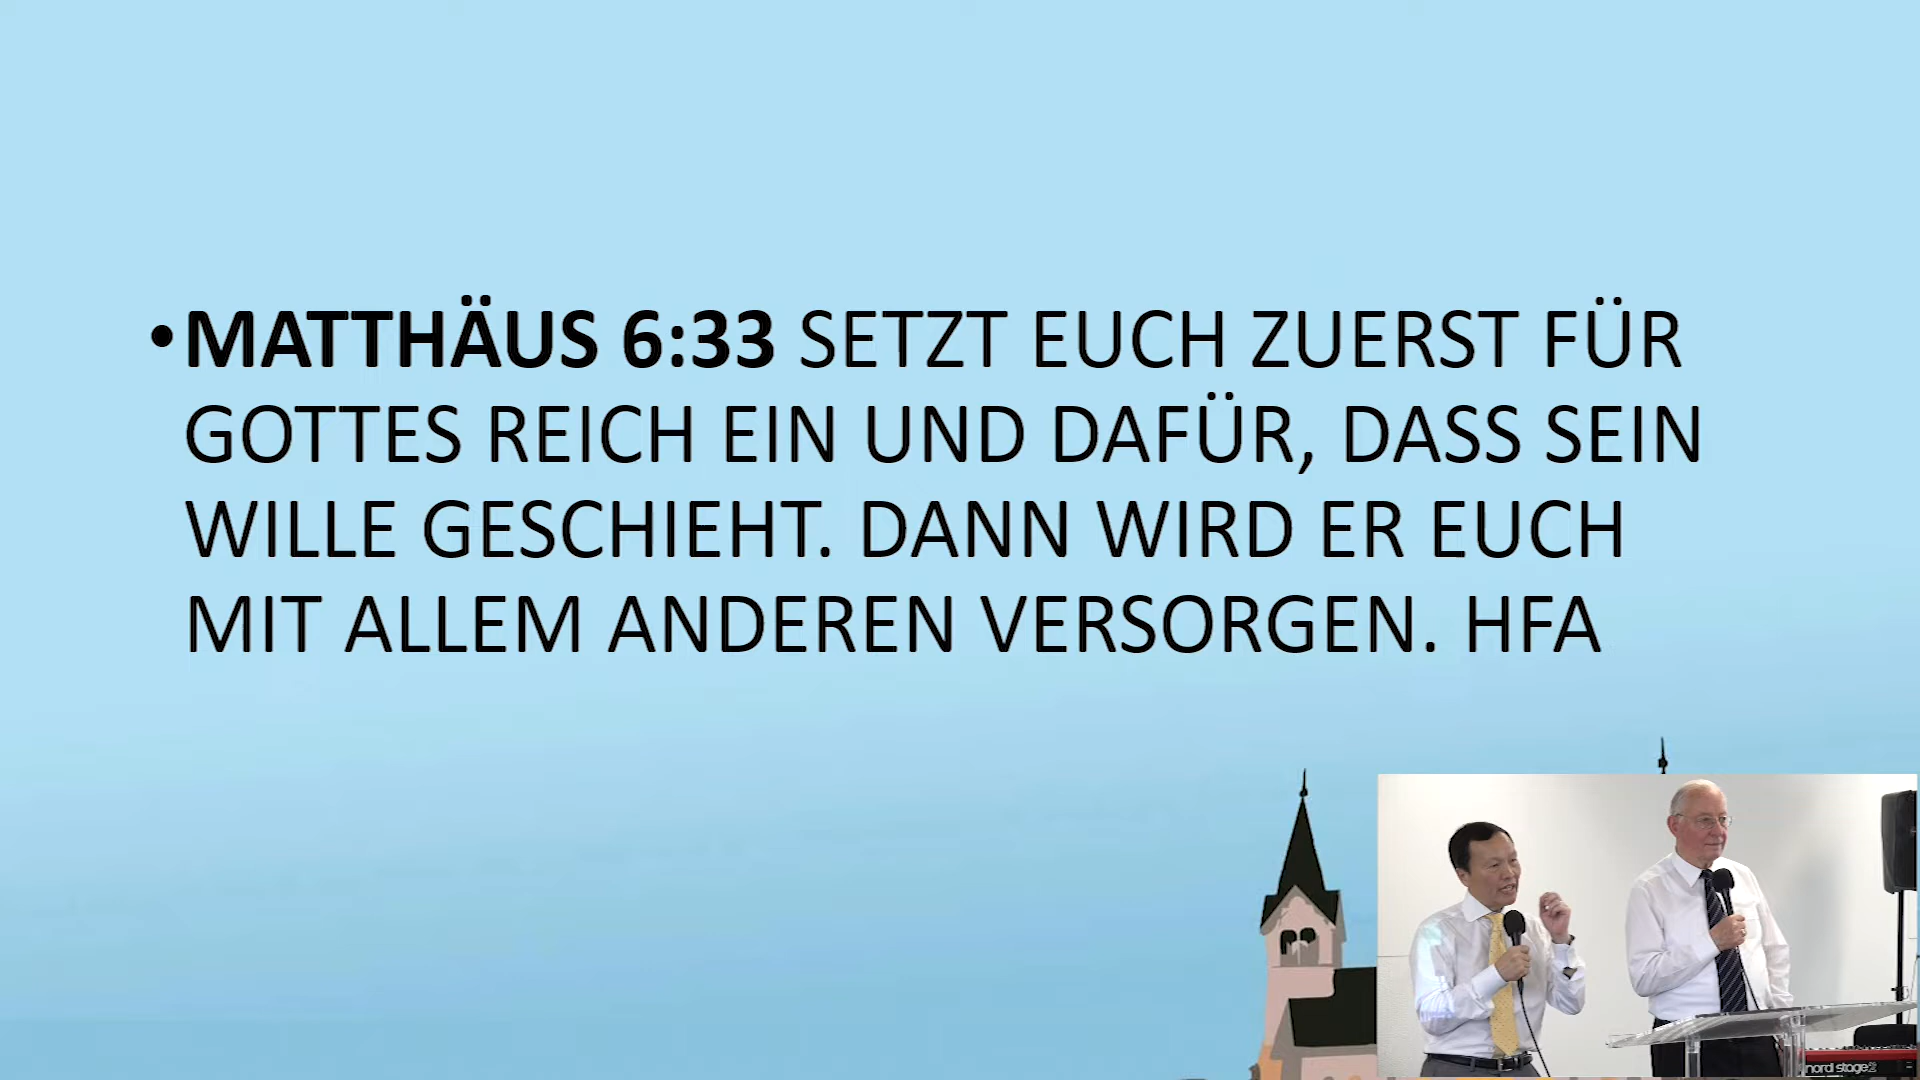 •MATTHÄUS 6:33 SETZT EUCH ZUERST FÜR
GOTTES REICH EIN UND DAFÜR, DASS SEIN
WILLE GESCHIEHT. DANN WIRD ER EUCH
MIT ALLEM ANDEREN VERSORGEN. HFA
nord stage2